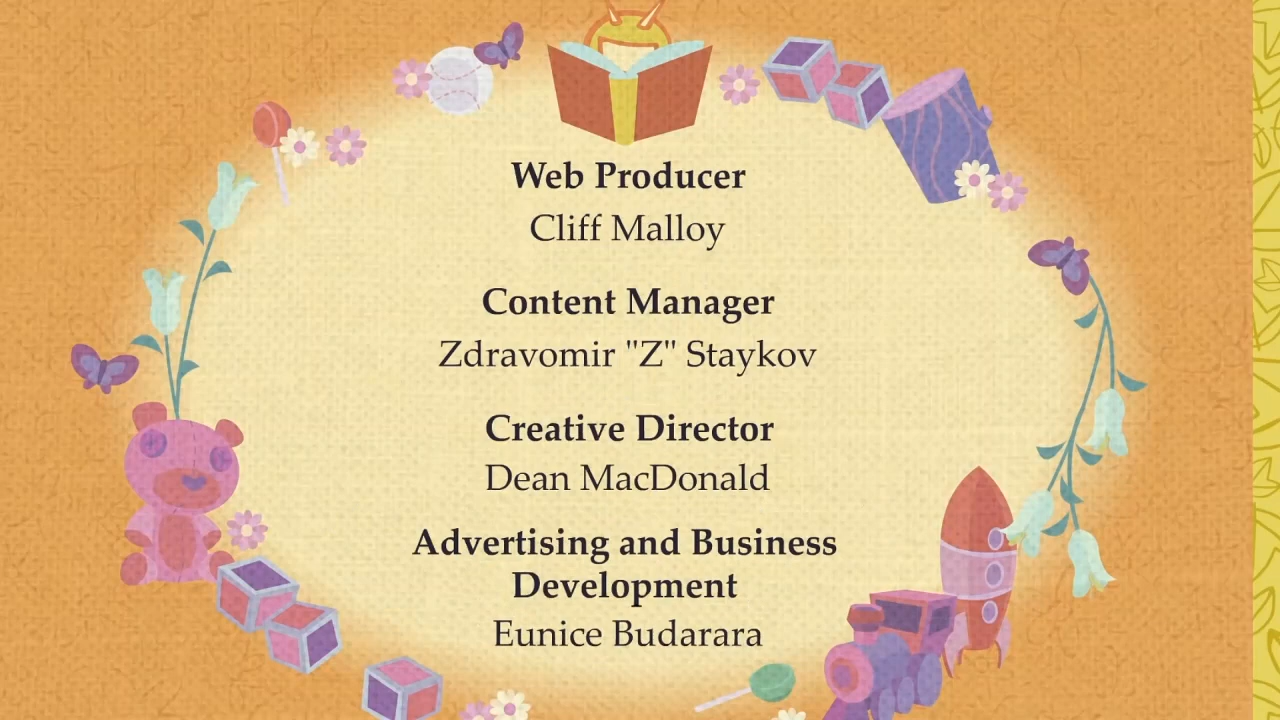 Web Producer
Cliff Malloy
Content Manager
Zdravomir "Z" Staykov
Creative Director
Dean MacDonald
Advertising and Business
Development
Eunice Budarara